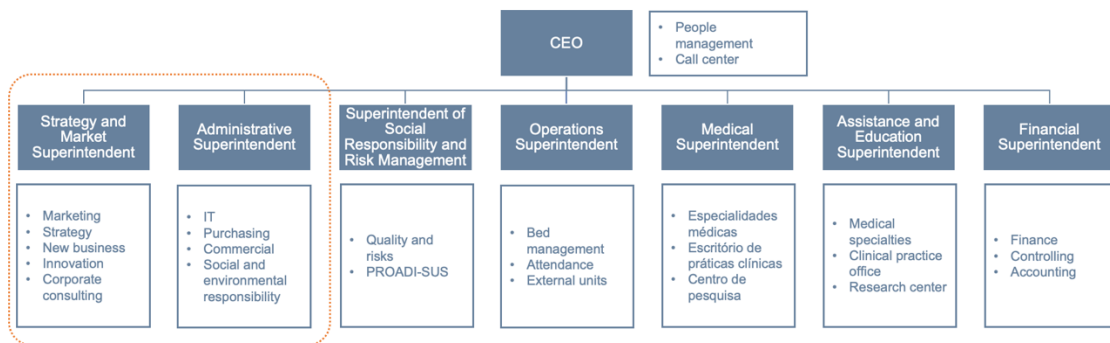 CEO
• People
management
• Call center
Strategy and
Market
Superintendent
Administrative
Superintendent
Superintendent of
Social
Responsibility and
Risk Management
Operations
Superintendent
Medical
Superintendent
Assistance and
Education
Superintendent
Financial
Superintendent
• Marketing
• Strategy
• New business
• Innovation
• Corporate
consulting
• IT
• Purchasing
• Commercial
• Social and
environmental
responsibility
• Quality and
risks
• PROADI-SUS
• Bed
management
• Attendance
• External units
• Especialidades
médicas
• Escritório de
práticas clínicas
• Centro de
pesquisa
• Medical
specialties
• Clinical practice
office
• Research center
• Finance
• Controlling
• Accounting